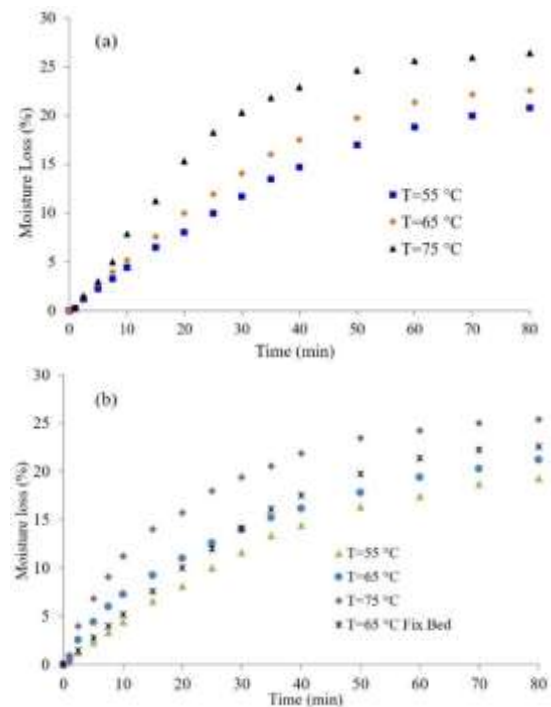 (a)
30
25
20
15
10
5
0
Moisture Loss (%)
T=55 °C
T=65 °C
T=75 °C
0 10 20 30 40 50 60 70 80
Time (min)
(b)
30
25
20
15
10
5
0
Moisture loss (%)
T=55 °C
T=65 °C
T=75 °C
T=65 °C Fix Bed
0 10 20 30 40 50 60 70 80
Time (min)